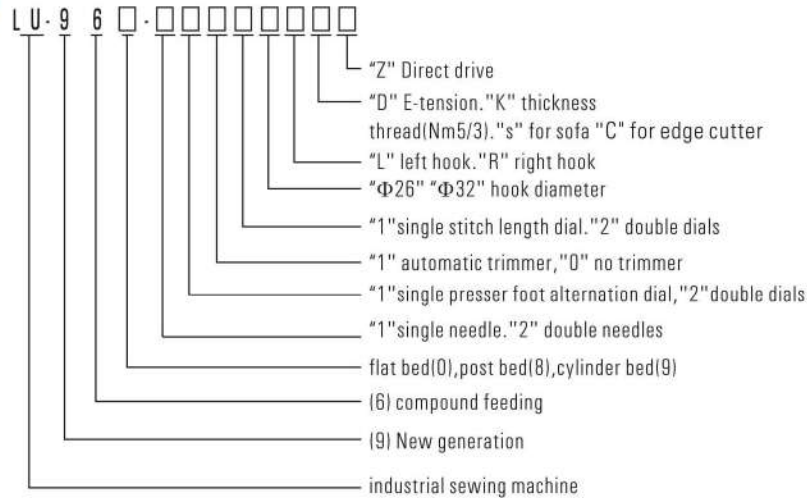 LU-96□-□□□□□□□□
"Z" Direct drive
"D" E-tension."K" thickness
thread(Nm5/3)."s" for sofa "C" for edge cutter
"L" left hook."R" right hook
"Φ26" "Φ32" hook diameter
"1"single stitch length dial."2" double dials
"1" automatic trimmer,"0" no trimmer
"1"single presser foot alternation dial,"2"double dials
"1"single needle."2" double needles
flat bed(0),post bed(8),cylinder bed(9)
(6) compound feeding
(9) New generation
industrial sewing machine